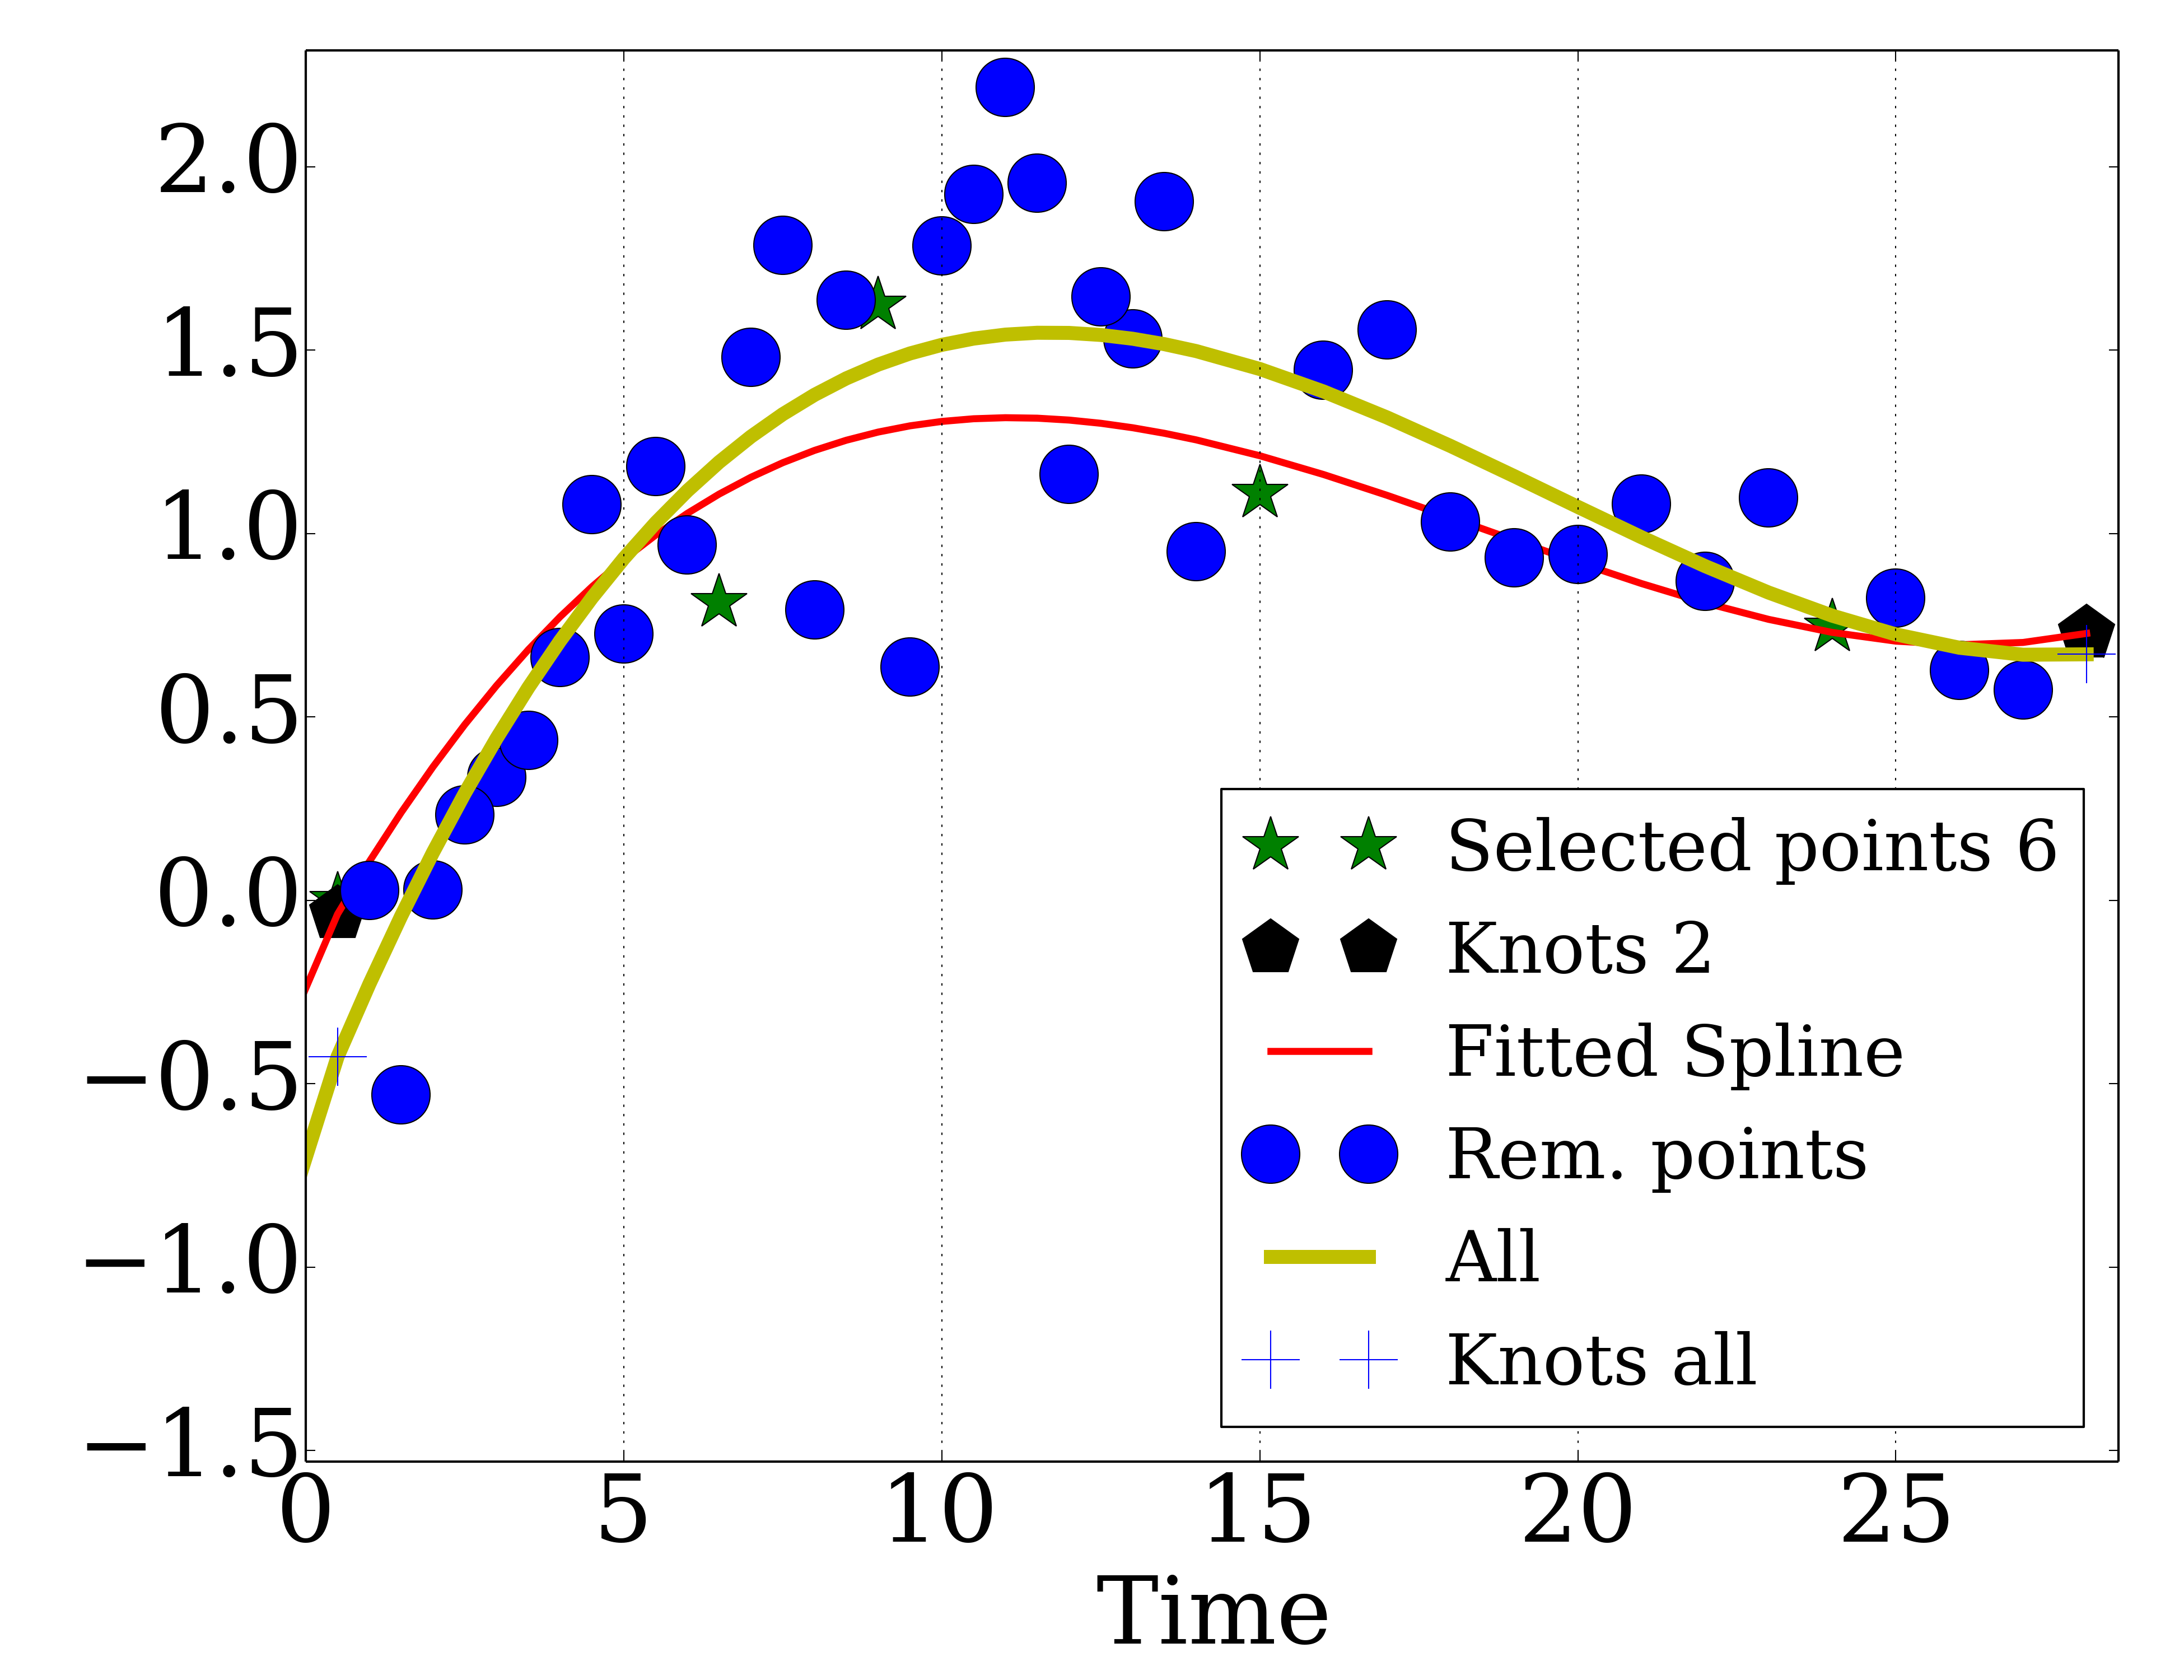 2.0
1.5
1.0
0.5
0.0
−0.5
−1.0
−1.5
0 5 10 15 20 25
Time
Selected points 6
Knots 2
Fitted Spline
Rem. points
All
Knots all